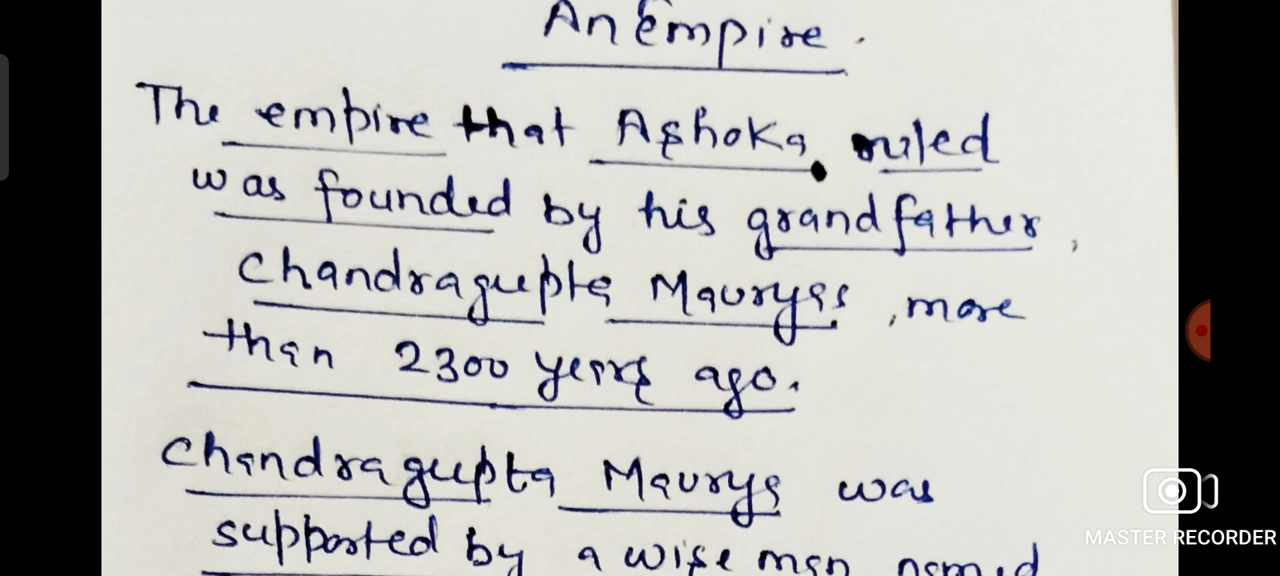 An Empire.
The empire that Ashoka ruled
was founded by his grandfather,
Chandragupta Maurya, more
than 2300 years ago.
Chandragupta Maurya was
supported by a wise man named
MASTER RECORDER